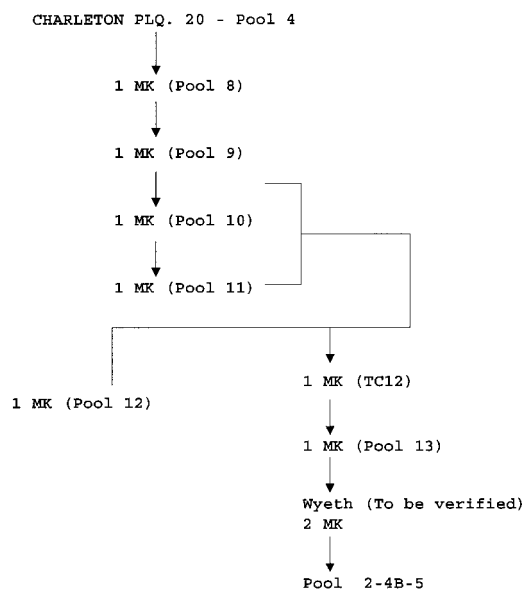 CHARLETON PLQ. 20 - Pool 4
1 MK (Pool 8)
1 MK (Pool 9)
1 MK (Pool 10)
1 MK (Pool 11)
1 MK (TC12)
1 MK (Pool 12)
1 MK (Pool 13)
Wyeth (To be verified)
2 MK
Pool 2-4B-5